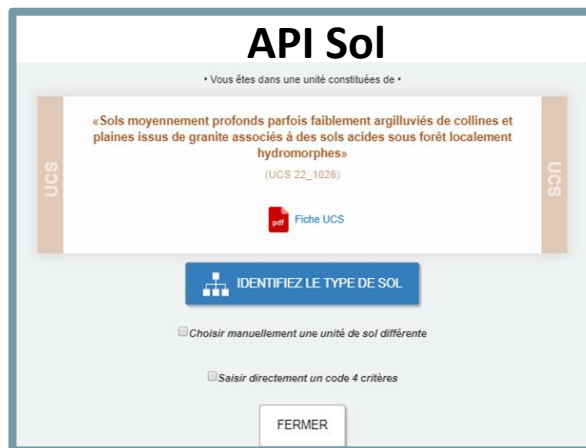 API Sol
• Vous êtes dans une unité constituées de •
«Sols moyennement profonds parfois faiblement argilluviés de collines et
plaines issus de granite associés à des sols acides sous forêt localement
hydromorphes»
(UCS 22_1026)
UCS
UCS
pdf Fiche UCS
IDENTIFIEZ LE TYPE DE SOL
Choisir manuellement une unité de sol différente
Saisir directement un code 4 critères
FERMER